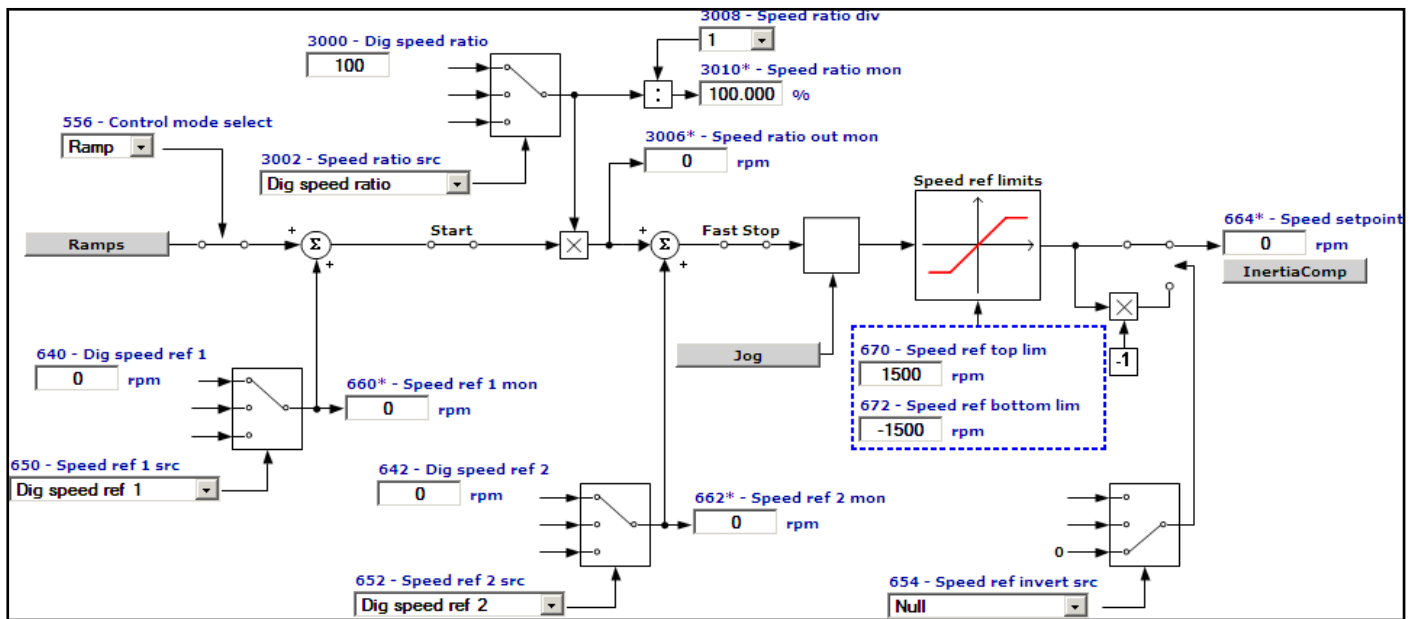 3008 - Speed ratio div
1
3000 - Dig speed ratio
100
3010* - Speed ratio mon
:
100.000 %
556 - Control mode select
Ramp
3006* - Speed ratio out mon
0 rpm
3002 - Speed ratio src
Dig speed ratio
Speed ref limits
664* - Speed setpoint
0 rpm
InertiaComp
Ramps
+ Σ +
Start
×
+ Σ +
Fast Stop
×
-1
Jog
670 - Speed ref top lim
1500 rpm
672 - Speed ref bottom lim
-1500 rpm
640 - Dig speed ref 1
0 rpm
660* - Speed ref 1 mon
0 rpm
650 - Speed ref 1 src
Dig speed ref 1
642 - Dig speed ref 2
0 rpm
662* - Speed ref 2 mon
0 rpm
0
652 - Speed ref 2 src
Dig speed ref 2
654 - Speed ref invert src
Null